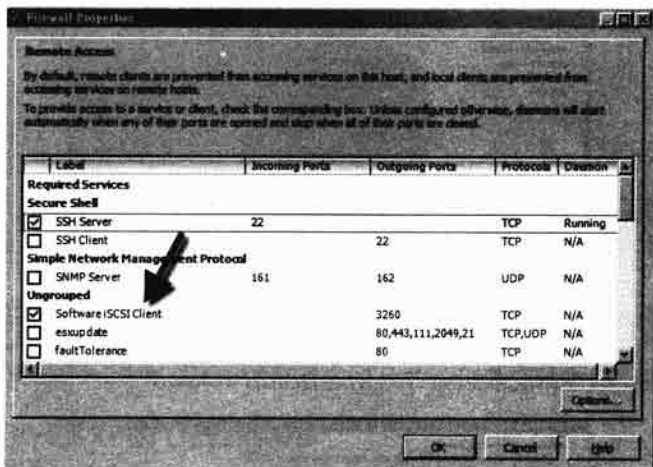 Firewall Properties
Remote Access
By default, remote clients are prevented from accessing services on this host, and local clients are prevented from
accessing services on remote hosts.
To provide access to a service or client, check the corresponding box. Unless configured otherwise, daemons will start
automatically when any of their ports are opened and stop when all of their ports are closed.
Label Incoming Ports Outgoing Ports Protocols Daemon
Required Services
Secure Shell
SSH Server 22 TCP Running
SSH Client 22 TCP N/A
Simple Network Management Protocol
SNMP Server 161 162 UDP N/A
Ungrouped
Software iSCSI Client 3260 TCP N/A
esxupdate 80,443,111,2049,21 TCP,UDP N/A
faultTolerance 80 TCP N/A
Options...
OK Cancel Help